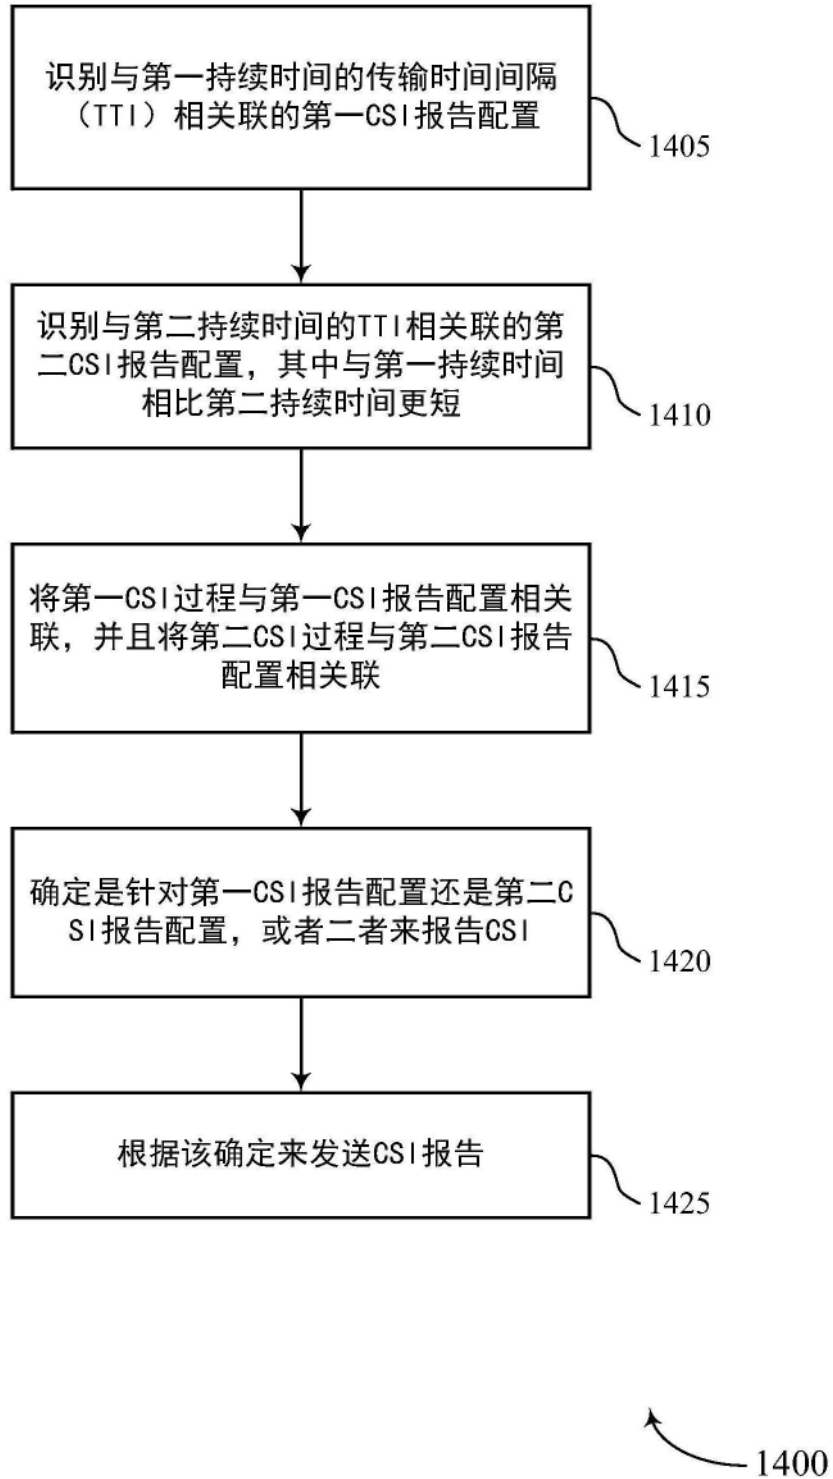 识别与第一持续时间的传输时间间隔
（TTI）相关联的第一CSI报告配置
1405
识别与第二持续时间的TTI相关联的第
二CSI报告配置，其中与第一持续时间
相比第二持续时间更短
1410
将第一CSI过程与第一CSI报告配置相关
联，并且将第二CSI过程与第二CSI报告
配置相关联
1415
确定是针对第一CSI报告配置还是第二C
SI报告配置，或者二者来报告CSI
1420
根据该确定来发送CSI报告
1425
1400